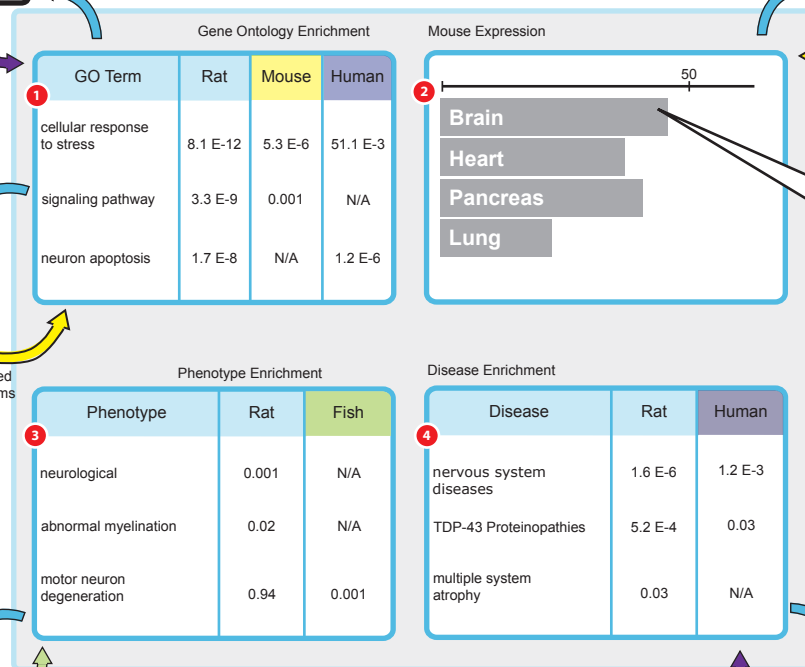 Gene Ontology Enrichment
GO Term Rat Mouse Human
1
cellular response
to stress 8.1 E-12 5.3 E-6 51.1 E-3
signaling pathway 3.3 E-9 0.001 N/A
neuron apoptosis 1.7 E-8 N/A 1.2 E-6
Mouse Expression
50
2
Brain
Heart
Pancreas
Lung
ed
ms
Phenotype Enrichment
Phenotype Rat Fish
3
neurological 0.001 N/A
abnormal myelination 0.02 N/A
motor neuron
degeneration 0.94 0.001
Disease Enrichment
Disease Rat Human
4
nervous system
diseases 1.6 E-6 1.2 E-3
TDP-43 Proteinopathies 5.2 E-4 0.03
multiple system
atrophy 0.03 N/A